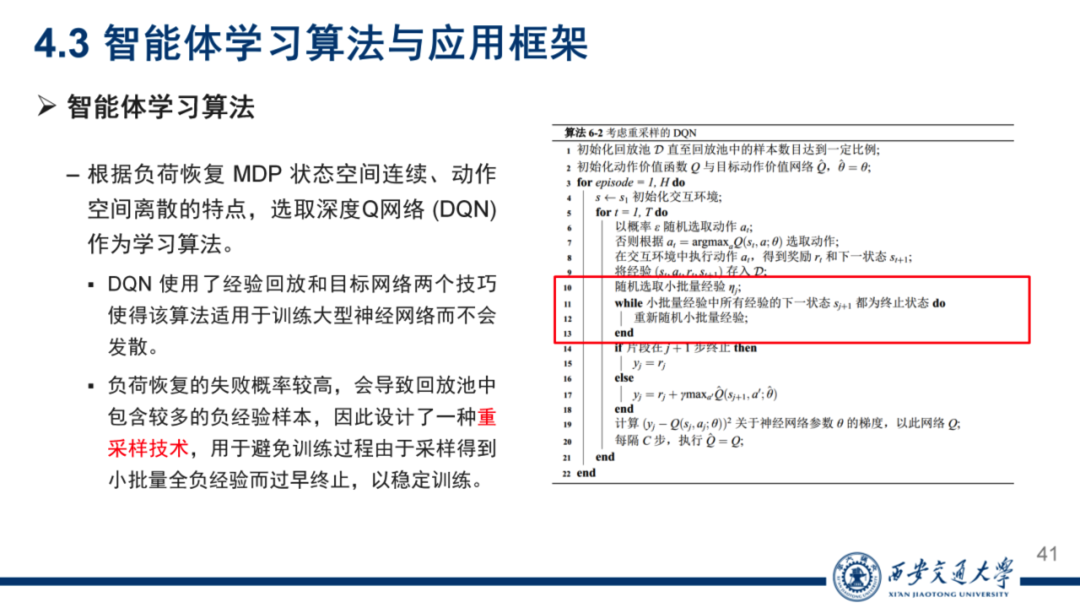 4.3 智能体学习算法与应用框架
➢ 智能体学习算法
– 根据负荷恢复 MDP 状态空间连续、动作
空间离散的特点，选取深度Q网络 (DQN)
作为学习算法。
▪ DQN 使用了经验回放和目标网络两个技巧
使得该算法适用于训练大型神经网络而不会
发散。
▪ 负荷恢复的失败概率较高，会导致回放池中
包含较多的负经验样本，因此设计了一种重
采样技术，用于避免训练过程由于采样得到
小批量全负经验而过早终止，以稳定训练。
算法 6-2 考虑重采样的 DQN
1 初始化回放池 𝒟 直至回放池中的样本数目达到一定比例;
2 初始化动作价值函数 Q 与目标动作价值网络 Q̂，θ̂ = θ;
3 for episode = 1, H do
4 s ← s₁ 初始化交互环境;
5 for t = 1, T do
6 以概率 ε 随机选取动作 aₜ;
7 否则根据 aₜ = argmaxₐQ(sₜ, a; θ) 选取动作;
8 在交互环境中执行动作 aₜ，得到奖励 rₜ 和下一状态 sₜ₊₁;
9 将经验 (sₜ, aₜ, rₜ, sₜ₊₁) 存入 𝒟;
10 随机选取小批量经验 ηⱼ;
11 while 小批量经验中所有经验的下一状态 sⱼ₊₁ 都为终止状态 do
12 重新随机小批量经验;
13 end
14 if 片段在 j + 1 步终止 then
15 yⱼ = rⱼ
16 else
17 yⱼ = rⱼ + γmaxₐ′Q̂(sⱼ₊₁, a′; θ̂)
18 end
19 计算 (yⱼ − Q(sⱼ, aⱼ; θ))² 关于神经网络参数 θ 的梯度，以此网络 Q;
20 每隔 C 步，执行 Q̂ = Q;
21 end
22 end
41
西安交通大学
XI'AN JIAOTONG UNIVERSITY